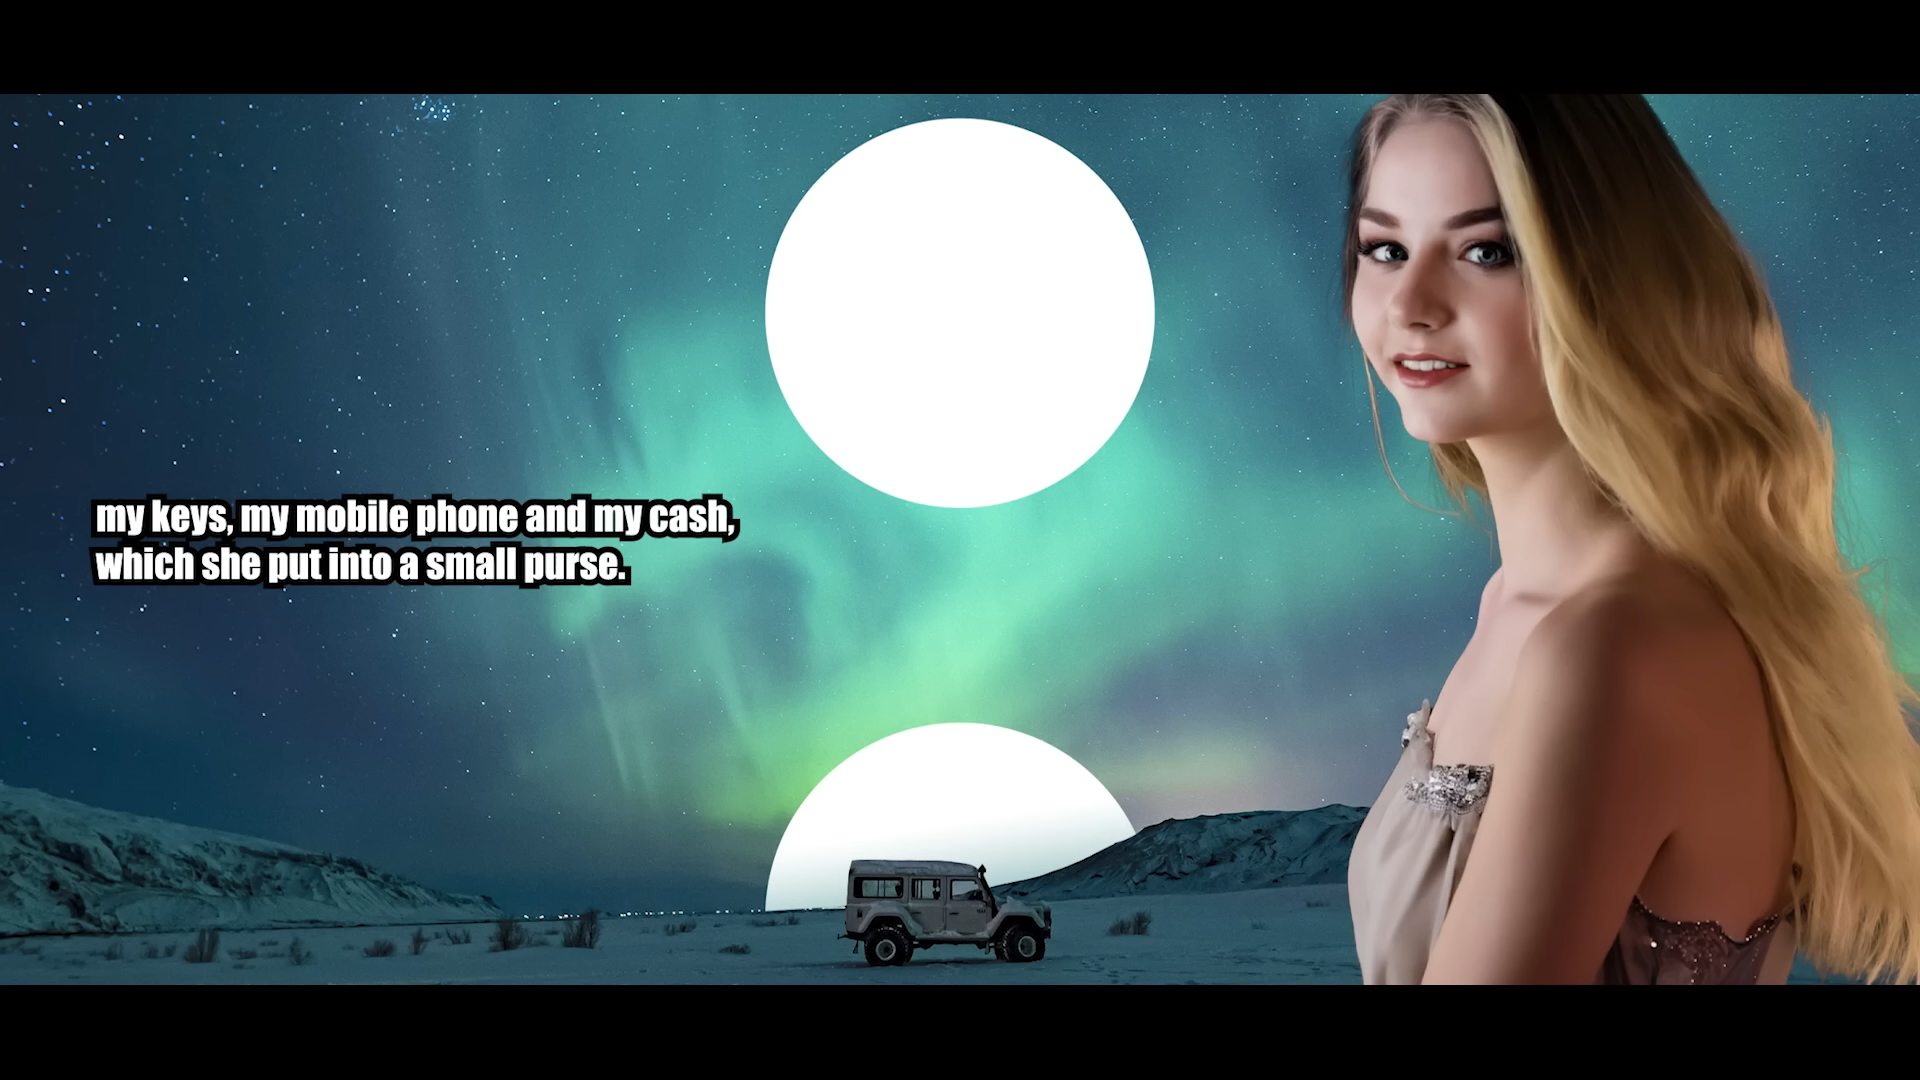 my keys, my mobile phone and my cash,
which she put into a small purse.